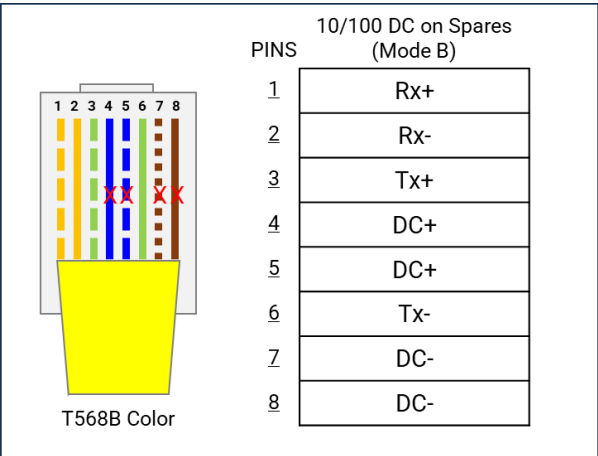 10/100 DC on Spares
PINS (Mode B)
1 2 3 4 5 6 7 8
X X X X
1 Rx+
2 Rx-
3 Tx+
4 DC+
5 DC+
6 Tx-
7 DC-
8 DC-
T568B Color